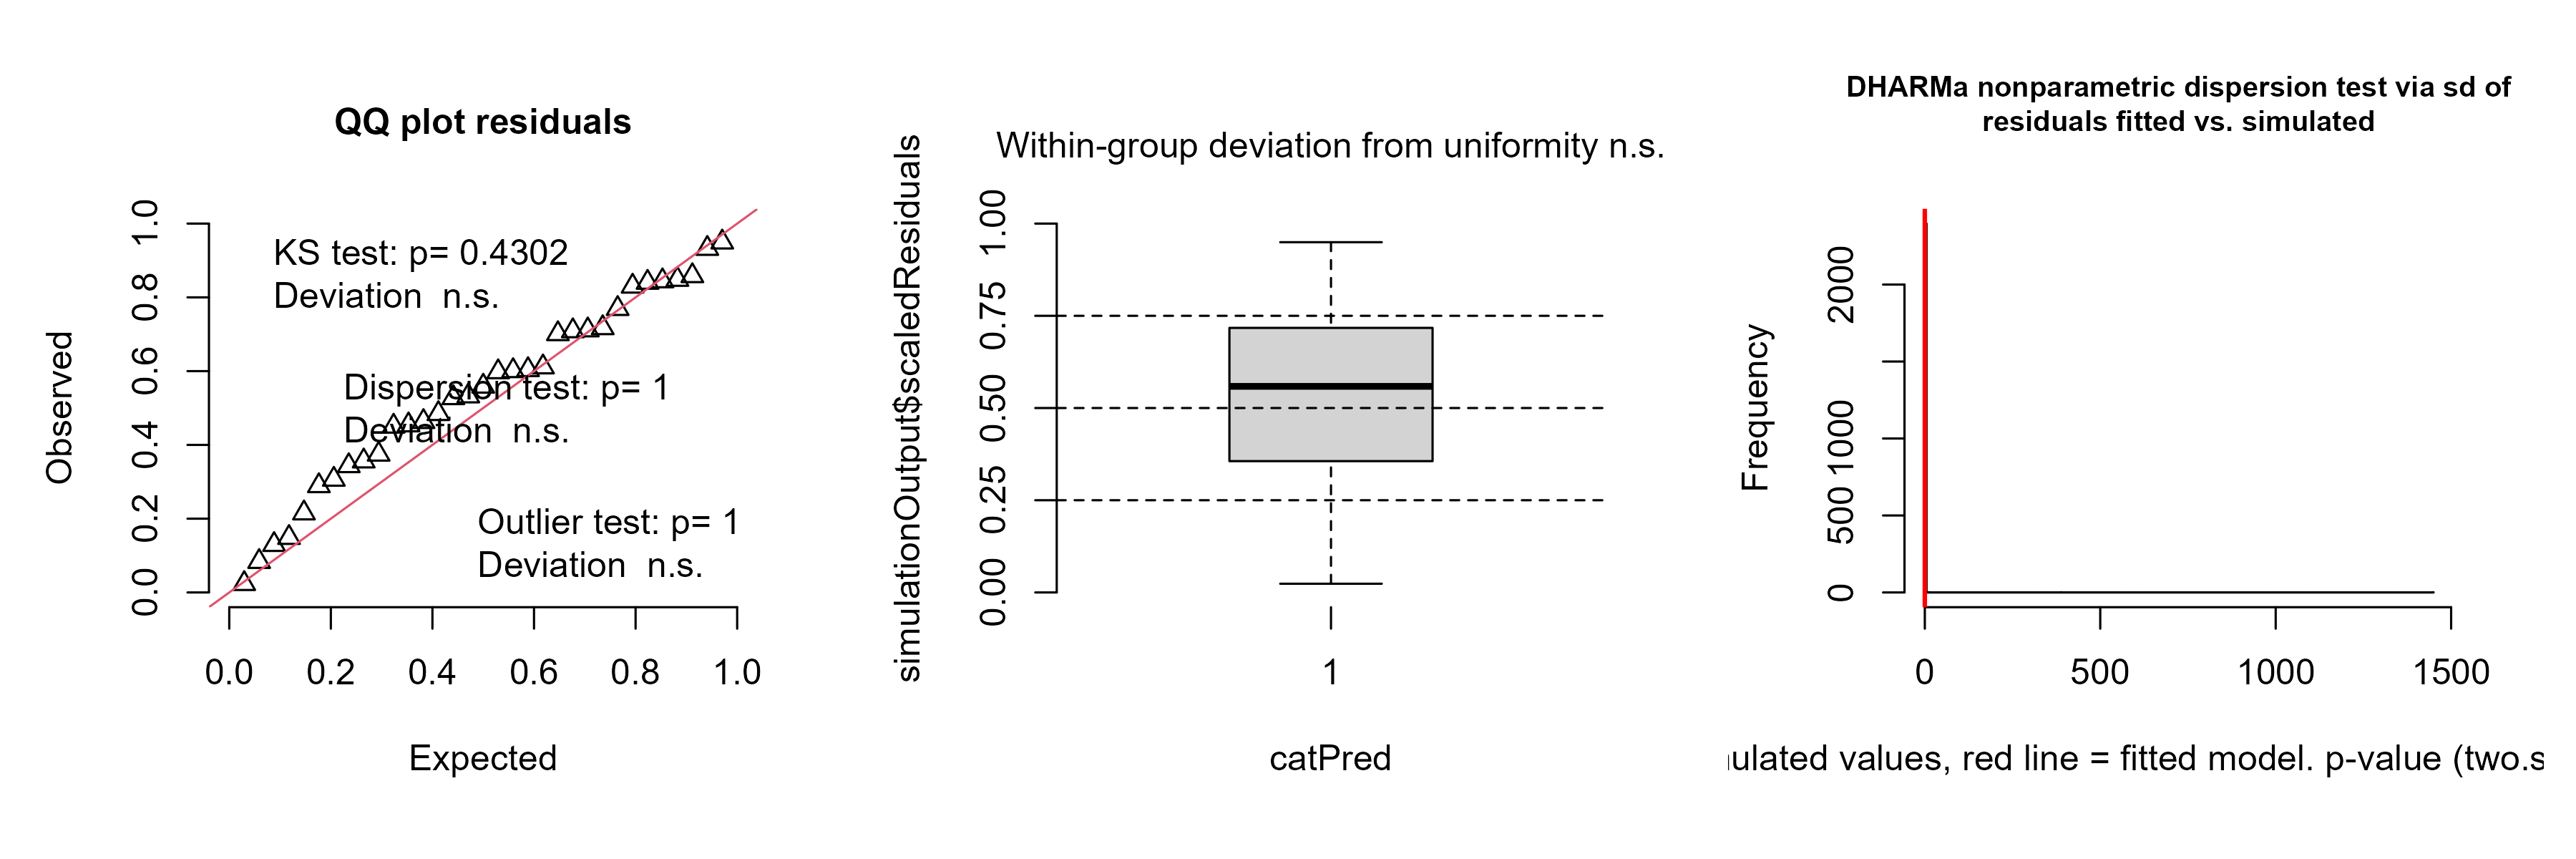 QQ plot residuals
KS test: p= 0.4302
Deviation n.s.
Dispersion test: p= 1
Deviation n.s.
Outlier test: p= 1
Deviation n.s.
Observed
0.0 0.2 0.4 0.6 0.8 1.0
0.0 0.2 0.4 0.6 0.8 1.0
Expected
Within-group deviation from uniformity n.s.
simulationOutput$scaledResiduals
0.00 0.25 0.50 0.75 1.00
1
catPred
DHARMa nonparametric dispersion test via sd of
residuals fitted vs. simulated
Frequency
0 500 1000 2000
0 500 1000 1500
ulated values, red line = fitted model. p-value (two.s